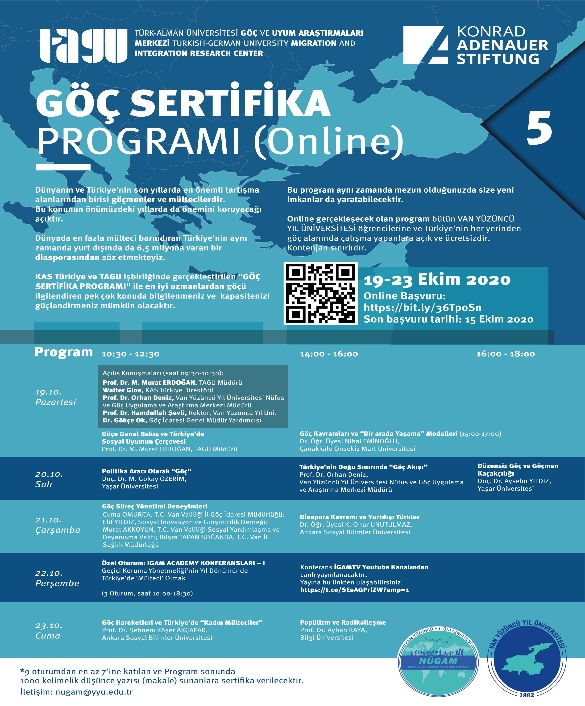 tagu
TÜRK-ALMAN ÜNİVERSİTESİ GÖÇ VE UYUM ARAŞTIRMALARI
MERKEZİ TURKISH-GERMAN UNIVERSITY MIGRATION AND
INTEGRATION RESEARCH CENTER
KONRAD
ADENAUER
STIFTUNG
GÖÇ SERTİFİKA
PROGRAMI (Online)
5
Dünyanın ve Türkiye'nin son yıllarda en önemli tartışma
alanlarından birisi göçmenler ve mültecilerdir.
Bu konunun önümüzdeki yıllarda da önemini koruyacağı
açıktır.
Dünyada en fazla mülteci barındıran Türkiye'nin aynı
zamanda yurt dışında da 6,5 milyona varan bir
diasporasından söz etmekteyiz.
KAS Türkiye ve TAGU işbirliğinde gerçekleştirilen "GÖÇ
SERTİFİKA PROGRAMI" ile en iyi uzmanlardan göçü
ilgilendiren pek çok konuda bilgilenmeniz ve kapasitenizi
güçlendirmeniz mümkün olacaktır.
Bu program aynı zamanda mezun olduğunuzda size yeni
imkanlar da yaratabilecektir.
Online gerçekleşecek olan program bütün VAN YÜZÜNCÜ
YIL ÜNİVERSİTESİ öğrencilerine ve Türkiye'nin her yerinden
göç alanında çalışma yapanlara açık ve ücretsizdir.
Kontenjan sınırlıdır.
19-23 Ekim 2020
Online Başvuru:
https://bit.ly/36TpoSn
Son başvuru tarihi: 15 Ekim 2020
Program 10:30 - 12:30 14:00 - 16:00 16:00 - 18:00
19.10.
Pazartesi
Açılış Konuşmaları (saat 09:30-10:30):
Prof. Dr. M. Murat ERDOĞAN, TAGU Müdürü
Walter Glos, KAS Türkiye Direktörü
Prof. Dr. Orhan Deniz, Van Yüzüncü Yıl Üniversitesi Nüfus
ve Göç Uygulama ve Araştırma Merkezi Müdürü
Prof. Dr. Hamdullah Şevli, Rektör, Van Yüzüncü Yıl Üni.
Dr. Gökçe Ok, Göç İdaresi Genel Müdür Yardımcısı
Göçe Genel Bakış ve Türkiye'de
Sosyal Uyumun Çerçevesi
Prof. Dr. M. Murat ERDOĞAN, TAGU Müdürü
Göç Kavramları ve "Bir arada Yaşama" Modelleri (15:00-17:00)
Dr. Öğr. Üyesi Nihal EMİNOĞLU,
Çanakkale Onsekiz Mart Üniversitesi
20.10.
Salı
Politika Aracı Olarak "Göç"
Doç. Dr. M. Gökay ÖZERİM,
Yaşar Üniversitesi
Türkiye'nin Doğu Sınırında "Göç Akışı"
Prof. Dr. Orhan Deniz,
Van Yüzüncü Yıl Üniversitesi Nüfus ve Göç Uygulama
ve Araştırma Merkezi Müdürü
Düzensiz Göç ve Göçmen
Kaçakçılığı
Doç. Dr. Ayselin YILDIZ,
Yaşar Üniversitesi
21.10.
Çarşamba
Göç Süreç Yönetimi Deneyimleri
Cuma OMURCA, T.C. Van Valiliği İl Göç İdaresi Müdürlüğü;
Elif YILDIZ, Sosyal İnovasyon ve Girişimcilik Derneği;
Murat AKKOYUN, T.C. Van Valiliği Sosyal Yardımlaşma ve
Dayanışma Vakfı; Büşra TAPAN SOĞANDA, T.C. Van İl
Sağlık Müdürlüğü
Diaspora Kavramı ve Yurtdışı Türkler
Dr. Öğr. Üyesi K. Onur UNUTULMAZ,
Ankara Sosyal Bilimler Üniversitesi
22.10.
Perşembe
Özel Oturum: IGAM ACADEMY KONFERANSLARI – I
Geçici Koruma Yönetmeliği'nin Yıl Dönümünde
Türkiye'de 'Mülteci' Olmak
(3 Oturum, saat 10.00-18:30)
Konferans İGAMTV Youtube Kanalından
canlı yayınlanacaktır.
Yayına bu linkten ulaşabilirsiniz
23.10.
Cuma
Göç Hareketleri ve Türkiye'de "Kadın Mülteciler"
Prof. Dr. Şebnem KÖŞER AKÇAPAR,
Ankara Sosyal Bilimler Üniversitesi
Popülizm ve Radikalleşme
Prof. Dr. Ayhan KAYA,
Bilgi Üniversitesi
*9 oturumdan en az 7'ine katılan ve Program sonunda
1000 kelimelik düşünce yazısı (makale) sunanlara sertifika verilecektir.
İletişim: nugam@yyu.edu.tr
NUGAM
VAN YÜZÜNCÜ YIL ÜNİVERSİTESİ
1982